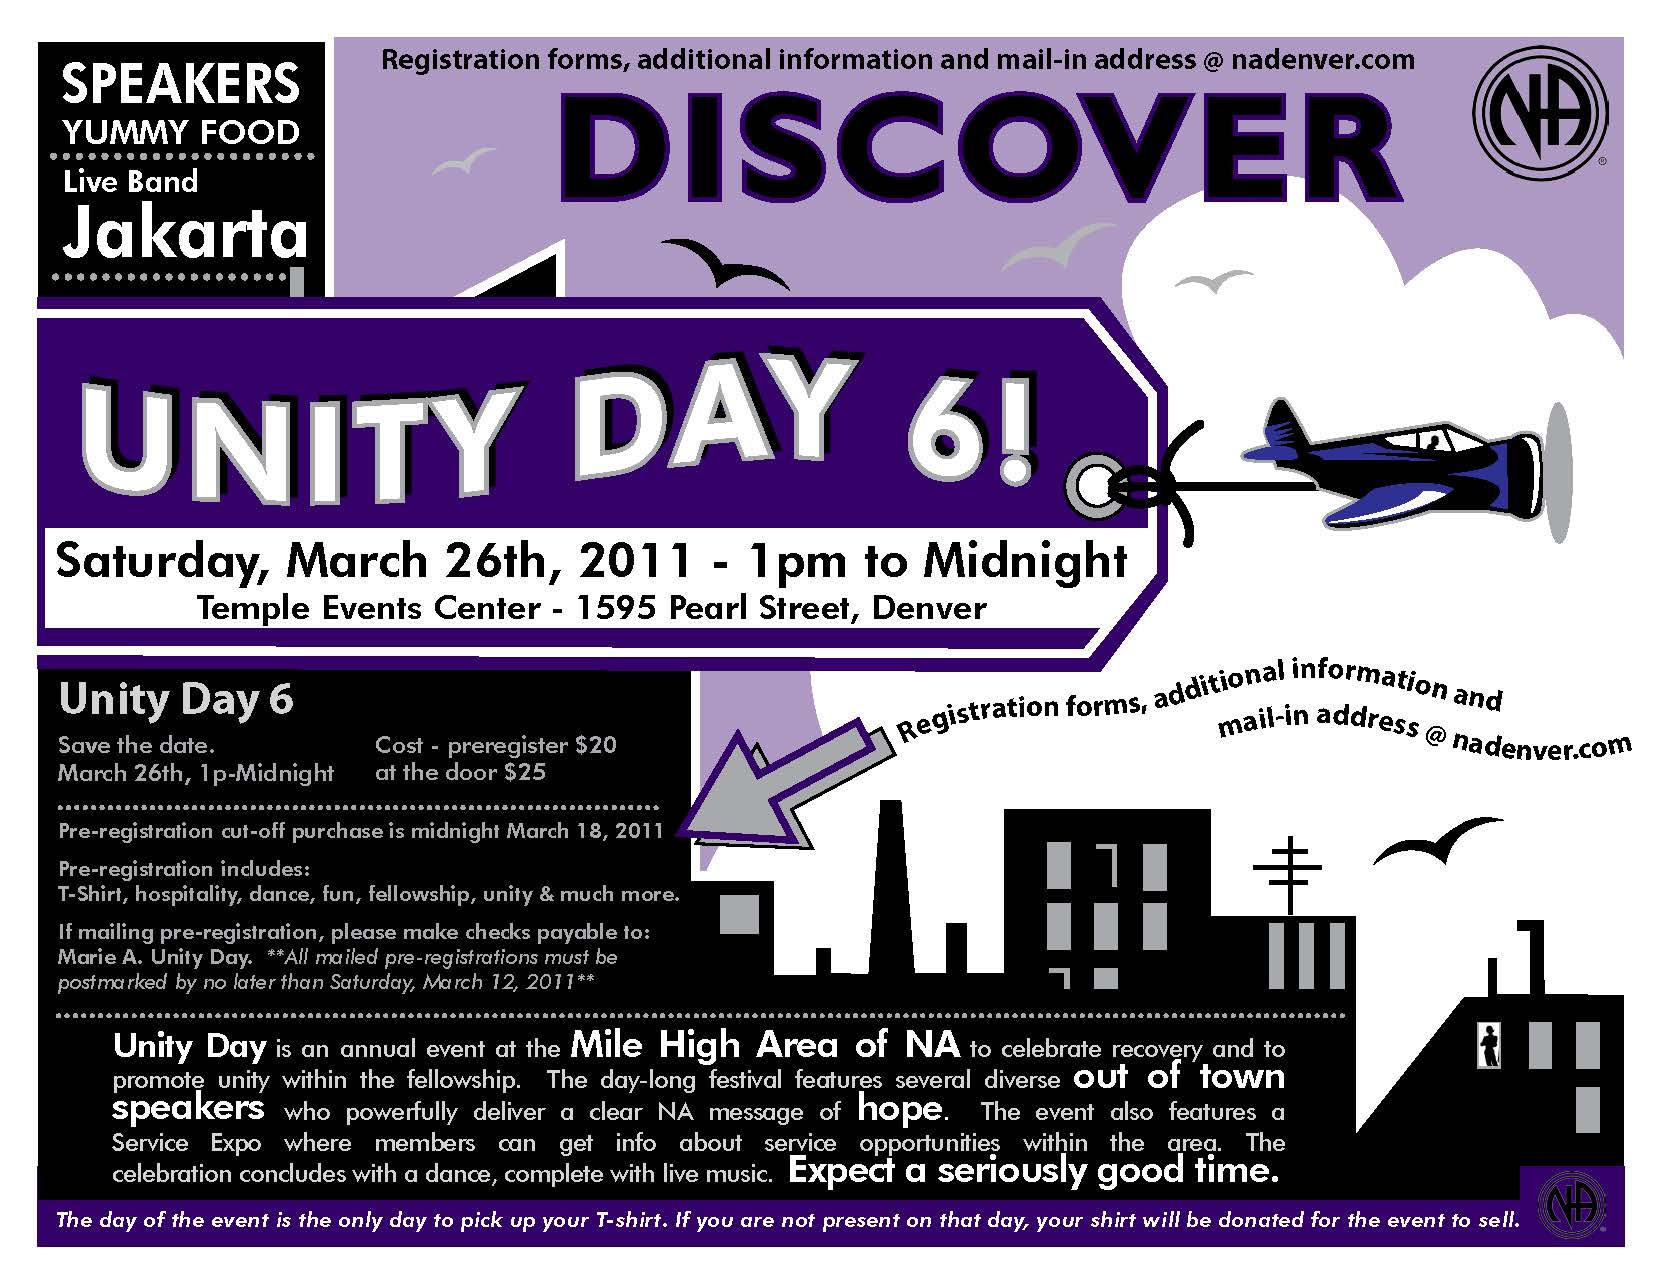 SPEAKERS
YUMMY FOOD
Live Band
Jakarta
Registration forms, additional information and mail-in address @ nadenver.com
DISCOVER
NA
®
UNITY DAY 6!
Saturday, March 26th, 2011 - 1pm to Midnight
Temple Events Center - 1595 Pearl Street, Denver
Unity Day 6
Save the date.
March 26th, 1p-Midnight
Cost - preregister $20
at the door $25
Pre-registration cut-off purchase is midnight March 18, 2011
Pre-registration includes:
T-Shirt, hospitality, dance, fun, fellowship, unity & much more.
If mailing pre-registration, please make checks payable to:
Marie A. Unity Day. **All mailed pre-registrations must be
postmarked by no later than Saturday, March 12, 2011**
Registration forms, additional information and
mail-in address @ nadenver.com
Unity Day is an annual event at the Mile High Area of NA to celebrate recovery and to
promote unity within the fellowship. The day-long festival features several diverse out of town
speakers who powerfully deliver a clear NA message of hope. The event also features a
Service Expo where members can get info about service opportunities within the area. The
celebration concludes with a dance, complete with live music. Expect a seriously good time.
The day of the event is the only day to pick up your T-shirt. If you are not present on that day, your shirt will be donated for the event to sell.
NA
®